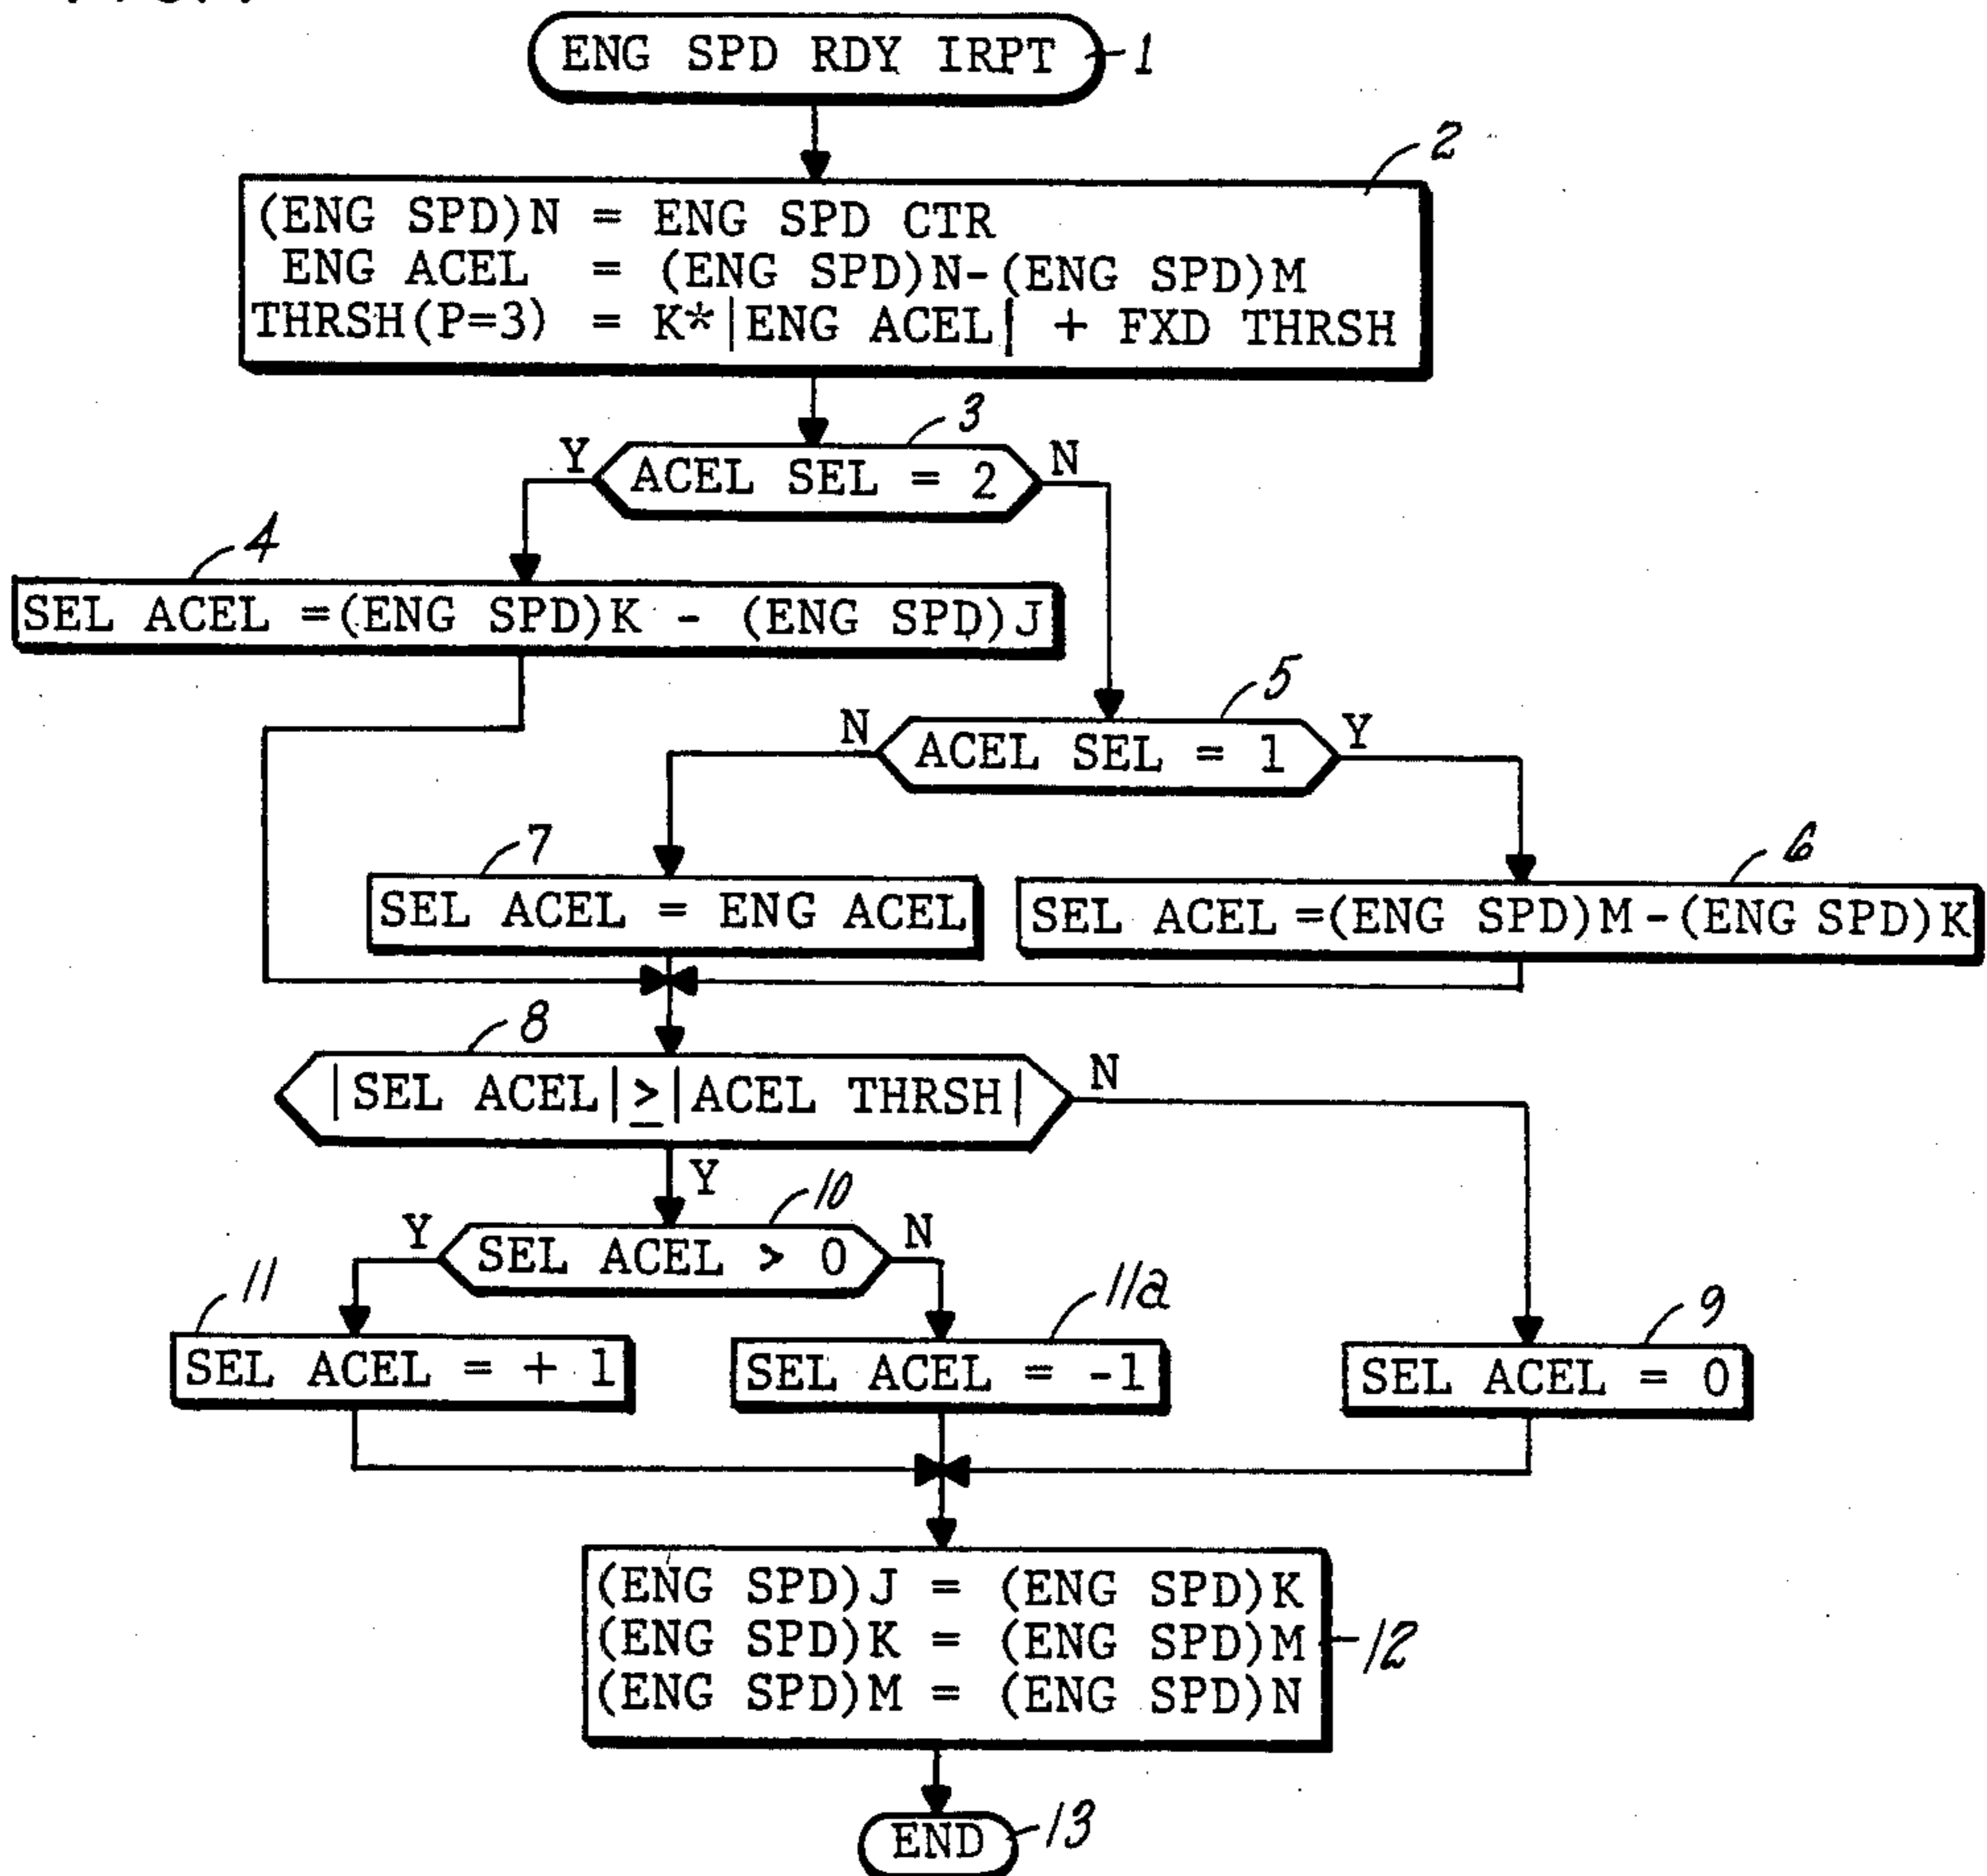 ENG SPD RDY IRPT
1
2
(ENG SPD)N = ENG SPD CTR
ENG ACEL = (ENG SPD)N-(ENG SPD)M
THRSH(P=3) = K*|ENG ACEL| + FXD THRSH
3
Y
ACEL SEL = 2
N
4
SEL ACEL =(ENG SPD)K - (ENG SPD)J
5
N
ACEL SEL = 1
Y
7
SEL ACEL = ENG ACEL
6
SEL ACEL =(ENG SPD)M-(ENG SPD)K
8
|SEL ACEL|≥|ACEL THRSH|
N
Y
10
Y
SEL ACEL > 0
N
11
SEL ACEL = + 1
11a
SEL ACEL = -1
9
SEL ACEL = 0
(ENG SPD)J = (ENG SPD)K
(ENG SPD)K = (ENG SPD)M
(ENG SPD)M = (ENG SPD)N
12
END
13